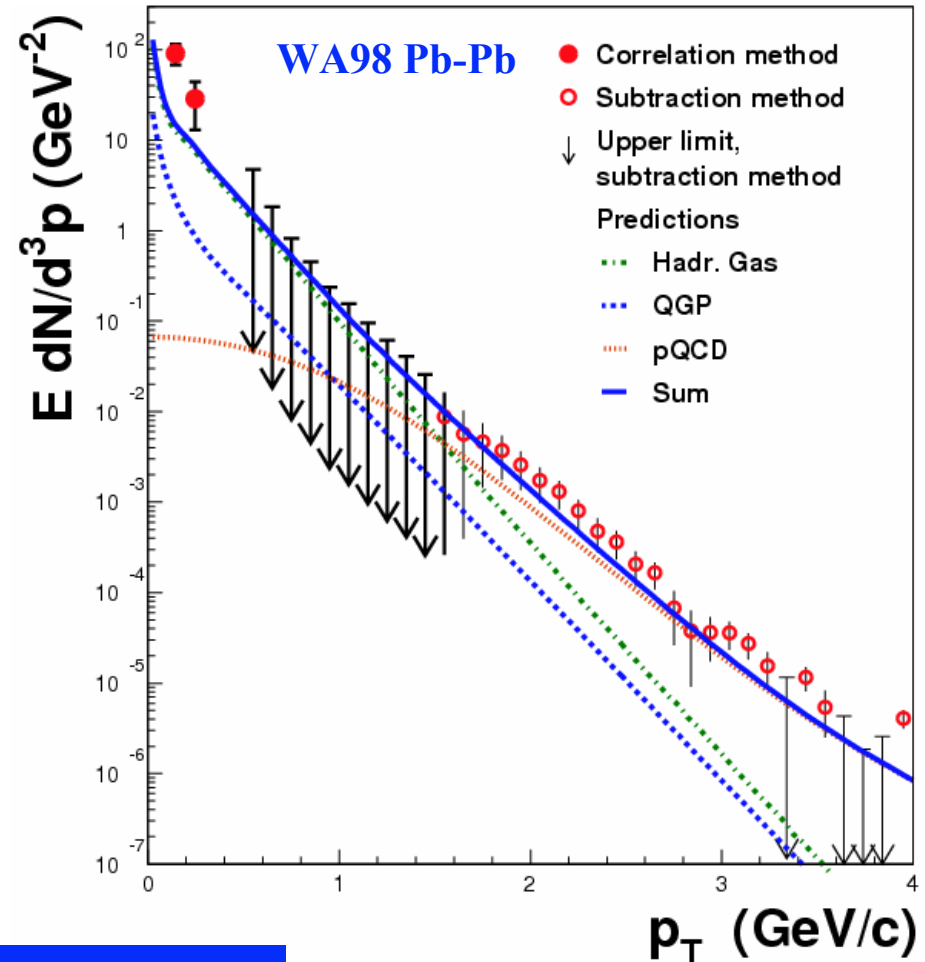 WA98 Pb-Pb
Correlation method
Subtraction method
Upper limit,
subtraction method
Predictions
Hadr. Gas
QGP
pQCD
Sum
E dN/d³p (GeV⁻²)
10²
10
1
10⁻¹
10⁻²
10⁻³
10⁻⁴
10⁻⁵
10⁻⁶
10⁻⁷
0 1 2 3 4
p_T (GeV/c)